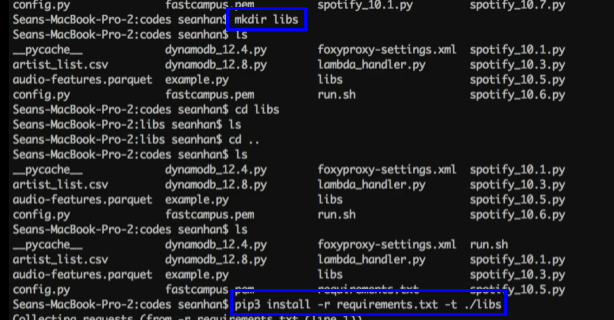 config.py fastcampus.pem spotify_10.1.py spotify_10.7.py
Seans-MacBook-Pro-2:codes seanhan$ mkdir libs
Seans-MacBook-Pro-2:codes seanhan$ ls
__pycache__ dynamodb_12.4.py foxyproxy-settings.xml spotify_10.1.py
artist_list.csv dynamodb_12.8.py lambda_handler.py spotify_10.3.py
audio-features.parquet example.py libs spotify_10.5.py
config.py fastcampus.pem run.sh spotify_10.6.py
Seans-MacBook-Pro-2:codes seanhan$ cd libs
Seans-MacBook-Pro-2:libs seanhan$ ls
Seans-MacBook-Pro-2:libs seanhan$ cd ..
Seans-MacBook-Pro-2:codes seanhan$ ls
__pycache__ dynamodb_12.4.py foxyproxy-settings.xml spotify_10.1.py
artist_list.csv dynamodb_12.8.py lambda_handler.py spotify_10.3.py
audio-features.parquet example.py libs spotify_10.5.py
config.py fastcampus.pem run.sh spotify_10.6.py
Seans-MacBook-Pro-2:codes seanhan$ ls
__pycache__ dynamodb_12.4.py foxyproxy-settings.xml run.sh
artist_list.csv dynamodb_12.8.py lambda_handler.py spotify_10.1.py
audio-features.parquet example.py libs spotify_10.3.py
config.py fastcampus.pem requirements.txt spotify_10.5.py
Seans-MacBook-Pro-2:codes seanhan$ pip3 install -r requirements.txt -t ./libs
Collecting requests (from -r requirements.txt (line 1))